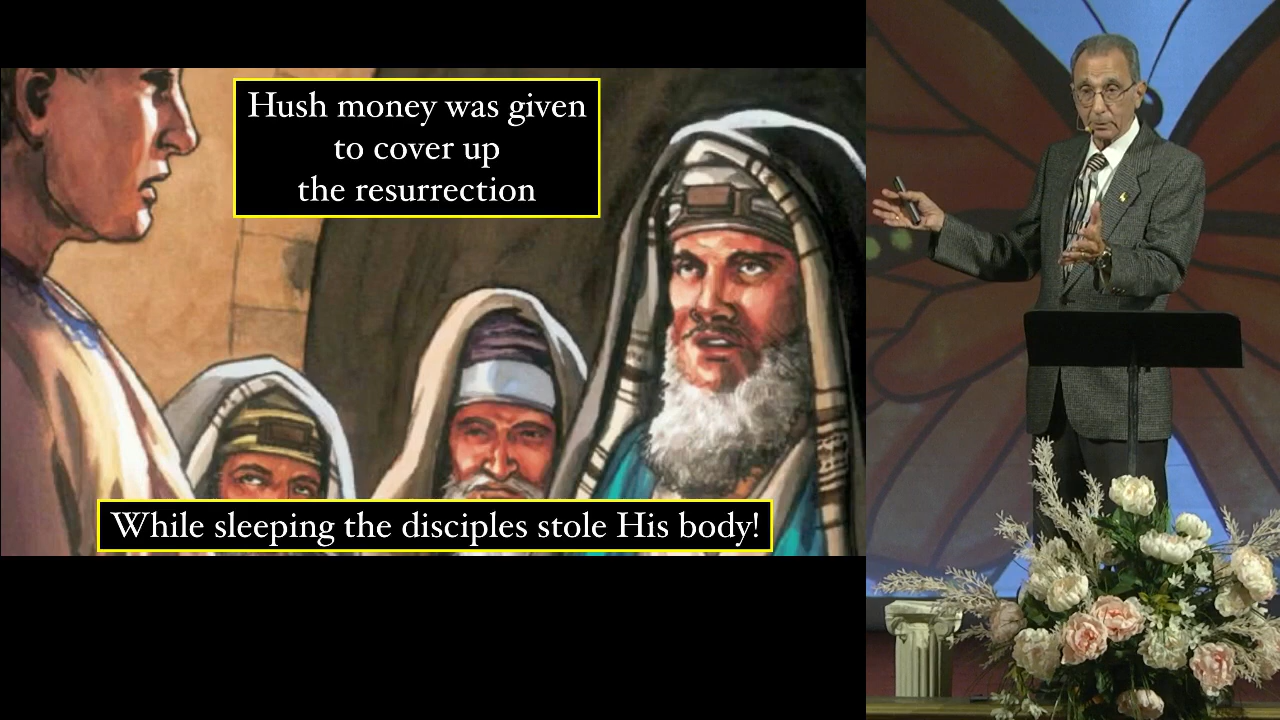 Hush money was given
to cover up
the resurrection
While sleeping the disciples stole His body!